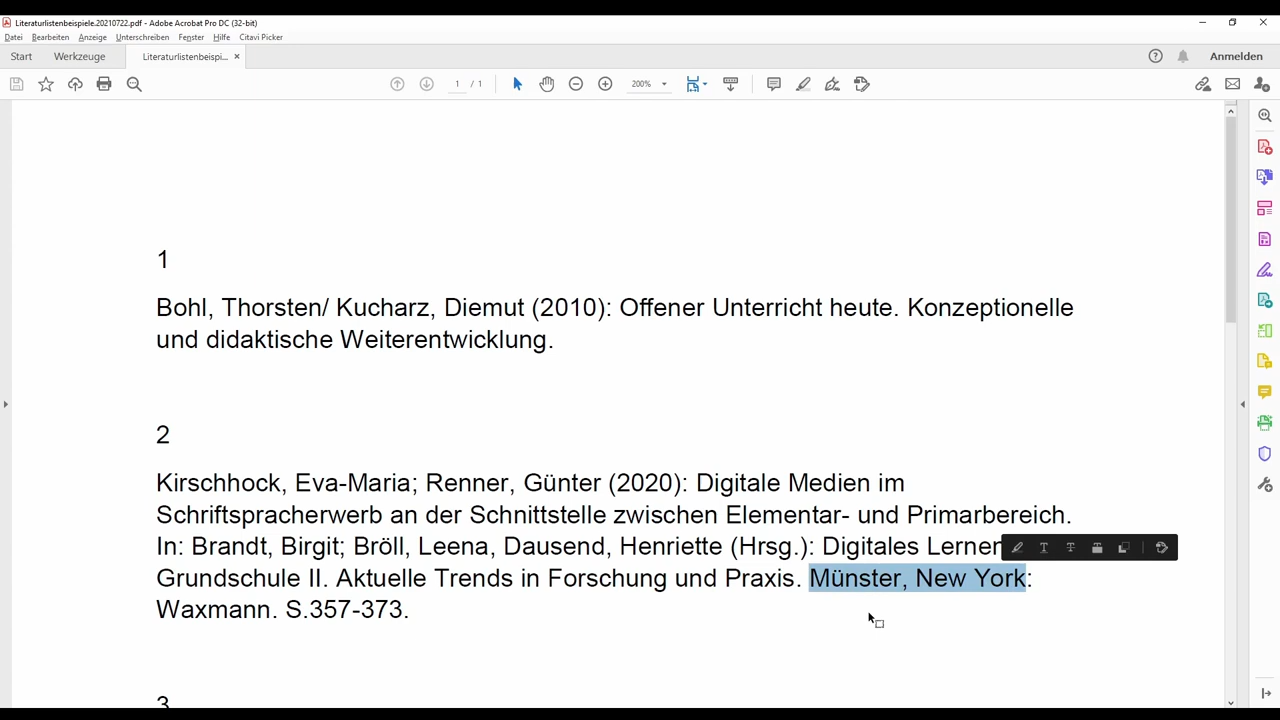 Literaturlistenbeispiele.20210722.pdf - Adobe Acrobat Pro DC (32-bit)
Datei Bearbeiten Anzeige Unterschreiben Fenster Hilfe Citavi Picker
Start Werkzeuge Literaturlistenbeispi... × Anmelden
1 / 1 200%
1
Bohl, Thorsten/ Kucharz, Diemut (2010): Offener Unterricht heute. Konzeptionelle
und didaktische Weiterentwicklung.
2
Kirschhock, Eva-Maria; Renner, Günter (2020): Digitale Medien im
Schriftspracherwerb an der Schnittstelle zwischen Elementar- und Primarbereich.
In: Brandt, Birgit; Bröll, Leena, Dausend, Henriette (Hrsg.): Digitales Lernen
Grundschule II. Aktuelle Trends in Forschung und Praxis. Münster, New York:
Waxmann. S.357-373.
3